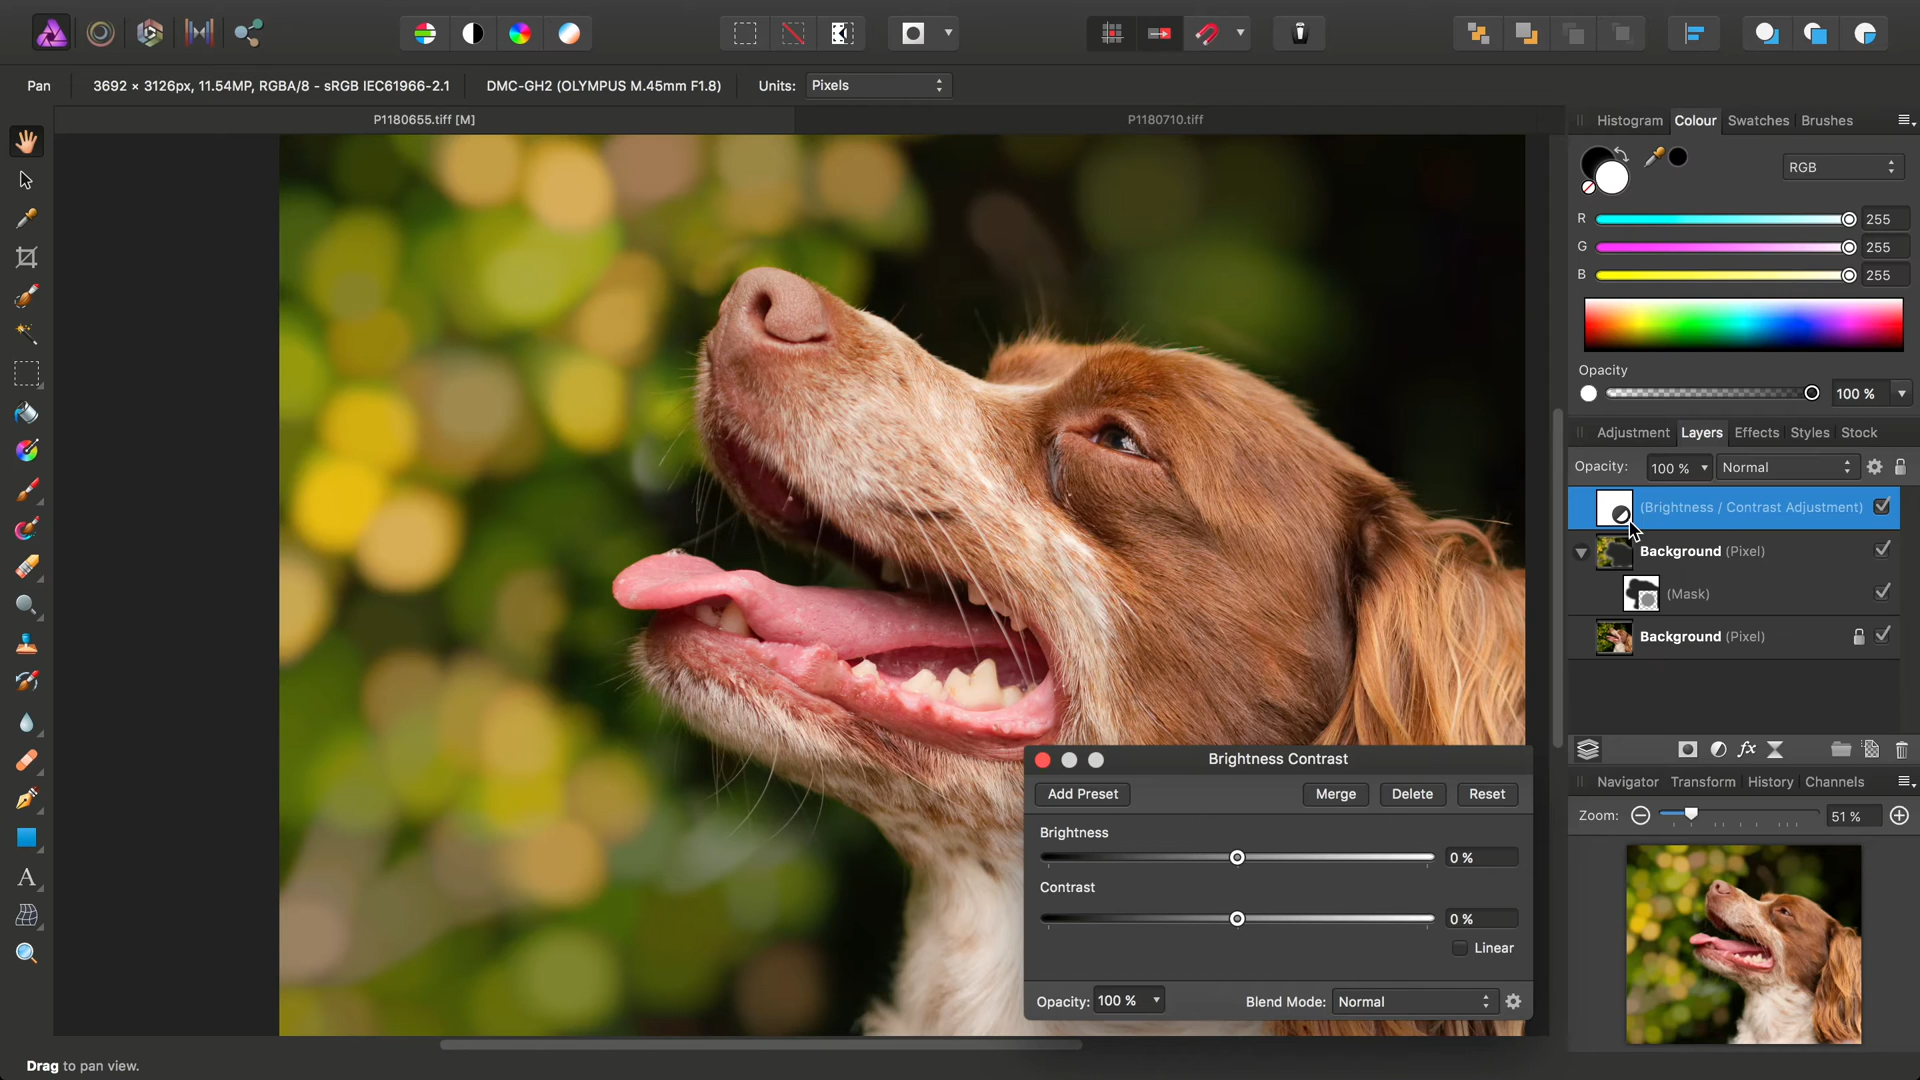 Pan
3692 × 3126px, 11.54MP, RGBA/8 - sRGB IEC61966-2.1
DMC-GH2 (OLYMPUS M.45mm F1.8)
Units: Pixels
P1180655.tiff [M]
P1180710.tiff
Histogram Colour Swatches Brushes
RGB
R 255
G 255
B 255
Opacity
100 %
Adjustment Layers Effects Styles Stock
Opacity: 100 % Normal
(Brightness / Contrast Adjustment)
Background (Pixel)
(Mask)
Background (Pixel)
fx
Navigator Transform History Channels
Zoom: 51 %
Brightness Contrast
Add Preset Merge Delete Reset
Brightness
0 %
Contrast
0 %
Linear
Opacity: 100 % Blend Mode: Normal
A
Drag to pan view.